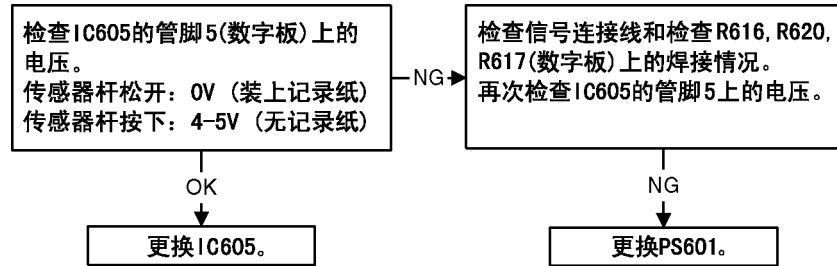 检查IC605的管脚5(数字板)上的
电压。
传感器杆松开：0V (装上记录纸)
传感器杆按下：4-5V (无记录纸)
NG
检查信号连接线和检查R616,R620,
R617(数字板)上的焊接情况。
再次检查IC605的管脚5上的电压。
OK
NG
更换IC605。
更换PS601。